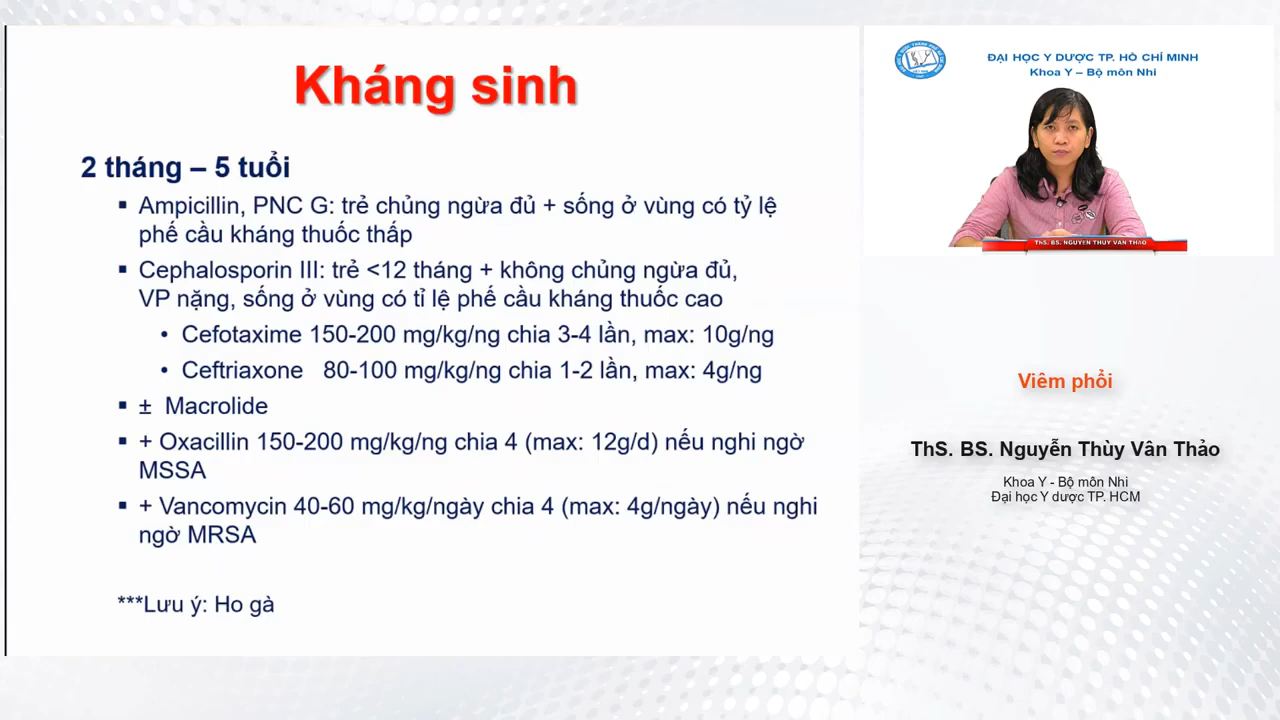 Kháng sinh
2 tháng – 5 tuổi
▪ Ampicillin, PNC G: trẻ chủng ngừa đủ + sống ở vùng có tỷ lệ
phế cầu kháng thuốc thấp
▪ Cephalosporin III: trẻ <12 tháng + không chủng ngừa đủ,
VP nặng, sống ở vùng có tỉ lệ phế cầu kháng thuốc cao
• Cefotaxime 150-200 mg/kg/ng chia 3-4 lần, max: 10g/ng
• Ceftriaxone 80-100 mg/kg/ng chia 1-2 lần, max: 4g/ng
▪ ± Macrolide
▪ + Oxacillin 150-200 mg/kg/ng chia 4 (max: 12g/d) nếu nghi ngờ
MSSA
▪ + Vancomycin 40-60 mg/kg/ngày chia 4 (max: 4g/ngày) nếu nghi
ngờ MRSA
***Lưu ý: Ho gà
ĐẠI HỌC Y DƯỢC TP. HỒ CHÍ MINH
Khoa Y – Bộ môn Nhi
ThS. BS. NGUYỄN THÙY VÂN THẢO
Viêm phổi
ThS. BS. Nguyễn Thùy Vân Thảo
Khoa Y - Bộ môn Nhi
Đại học Y dược TP. HCM